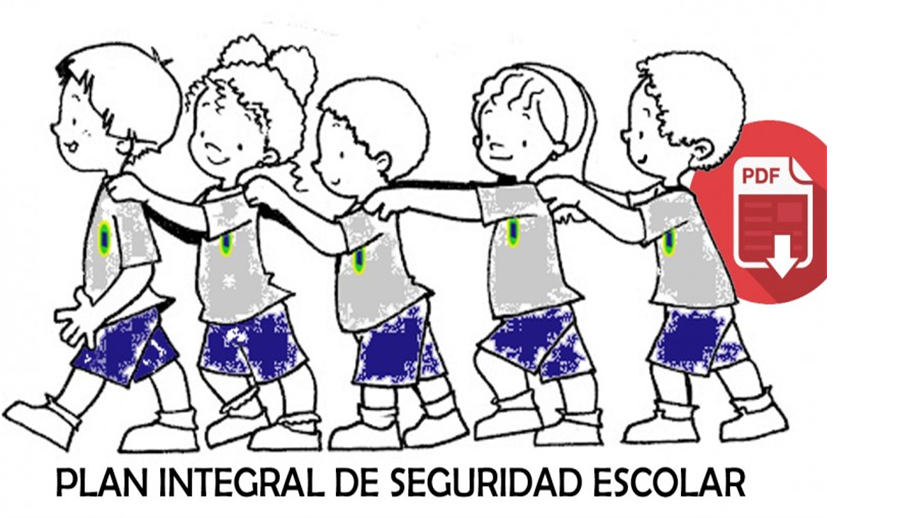 PDF
PLAN INTEGRAL DE SEGURIDAD ESCOLAR